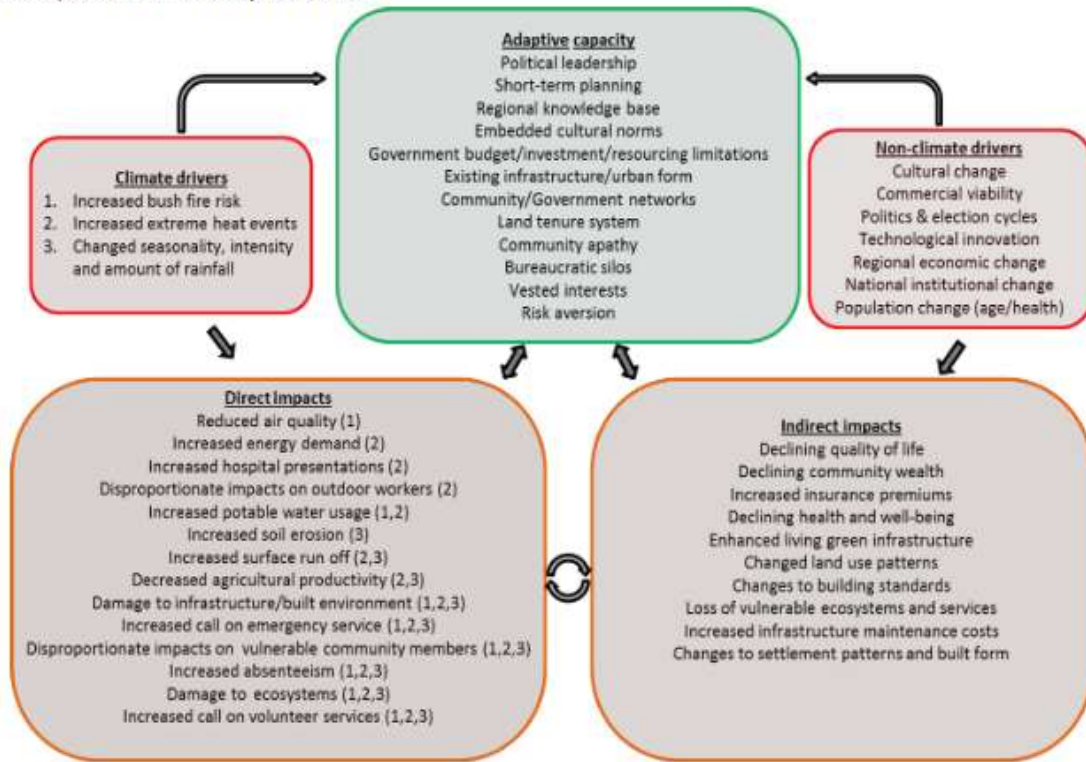 Adaptive capacity
Political leadership
Short-term planning
Regional knowledge base
Embedded cultural norms
Government budget/investment/resourcing limitations
Existing infrastructure/urban form
Community/Government networks
Land tenure system
Community apathy
Bureaucratic silos
Vested interests
Risk aversion
Climate drivers
1. Increased bush fire risk
2. Increased extreme heat events
3. Changed seasonality, intensity
and amount of rainfall
Non-climate drivers
Cultural change
Commercial viability
Politics & election cycles
Technological innovation
Regional economic change
National institutional change
Population change (age/health)
Direct impacts
Reduced air quality (1)
Increased energy demand (2)
Increased hospital presentations (2)
Disproportionate impacts on outdoor workers (2)
Increased potable water usage (1,2)
Increased soil erosion (3)
Increased surface run off (2,3)
Decreased agricultural productivity (2,3)
Damage to infrastructure/built environment (1,2,3)
Increased call on emergency service (1,2,3)
Disproportionate impacts on vulnerable community members (1,2,3)
Increased absenteeism (1,2,3)
Damage to ecosystems (1,2,3)
Increased call on volunteer services (1,2,3)
Indirect impacts
Declining quality of life
Declining community wealth
Increased insurance premiums
Declining health and well-being
Enhanced living green infrastructure
Changed land use patterns
Changes to building standards
Loss of vulnerable ecosystems and services
Increased infrastructure maintenance costs
Changes to settlement patterns and built form